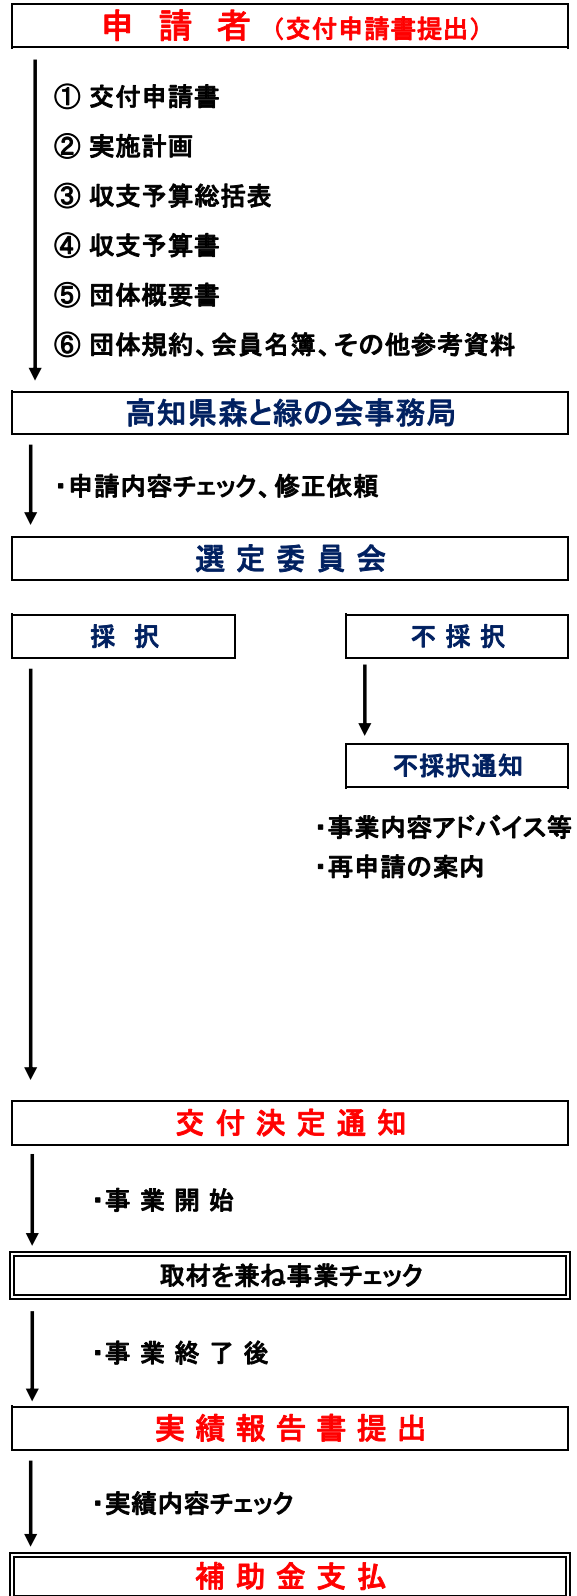 申 請 者 （交付申請書提出）
① 交付申請書
② 実施計画
③ 収支予算総括表
④ 収支予算書
⑤ 団体概要書
⑥ 団体規約、会員名簿、その他参考資料
高知県森と緑の会事務局
・申請内容チェック、修正依頼
選 定 委 員 会
採 択
不 採 択
不採択通知
・事業内容アドバイス等
・再申請の案内
交 付 決 定 通 知
・事 業 開 始
取材を兼ね事業チェック
・事 業 終 了 後
実 績 報 告 書 提 出
・実績内容チェック
補 助 金 支 払